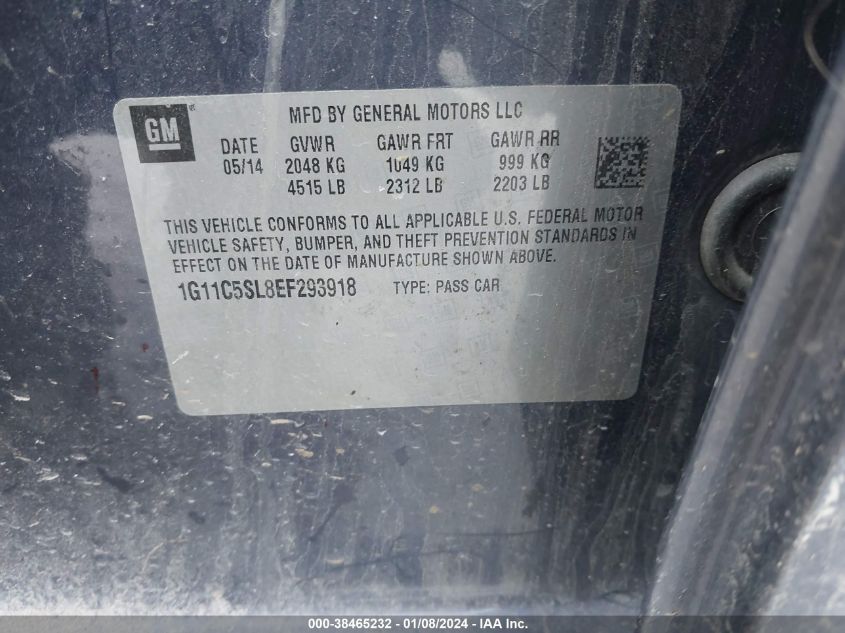 GM
MFD BY GENERAL MOTORS LLC
DATE GVWR GAWR FRT GAWR RR
05/14 2048 KG 1049 KG 999 KG
4515 LB 2312 LB 2203 LB
THIS VEHICLE CONFORMS TO ALL APPLICABLE U.S. FEDERAL MOTOR
VEHICLE SAFETY, BUMPER, AND THEFT PREVENTION STANDARDS IN
EFFECT ON THE DATE OF MANUFACTURE SHOWN ABOVE.
1G11C5SL8EF293918 TYPE: PASS CAR
000-38465232 - 01/08/2024 - IAA Inc.